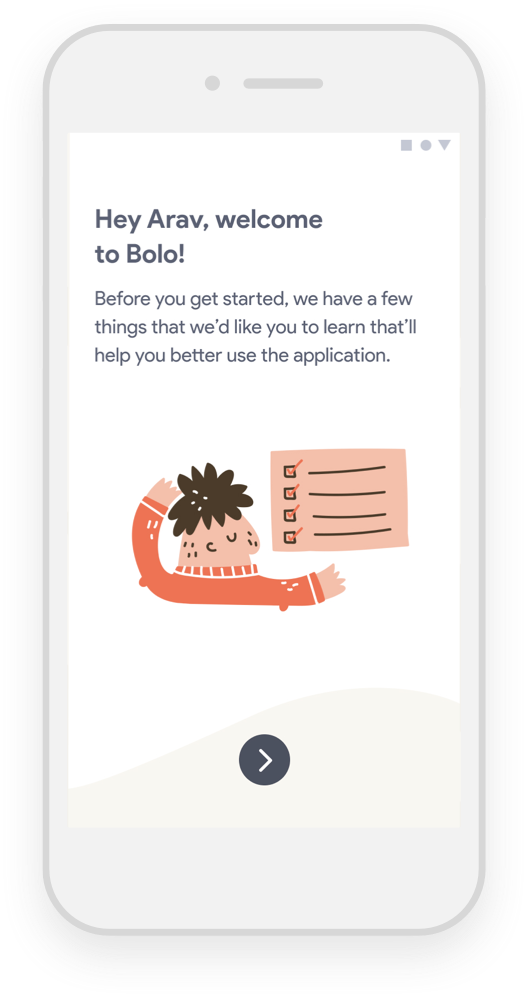 Hey Arav, welcome
to Bolo!
Before you get started, we have a few
things that we’d like you to learn that’ll
help you better use the application.